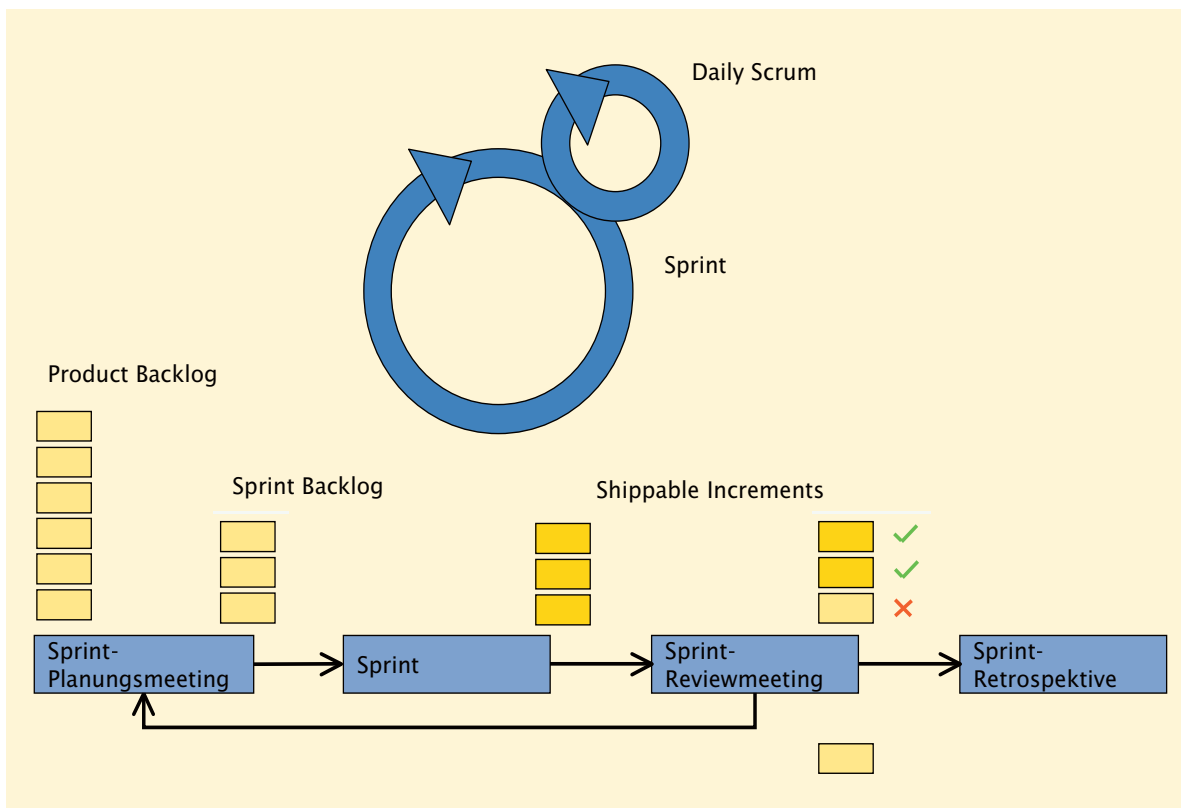 Daily Scrum
Sprint
Product Backlog
Sprint Backlog
Shippable Increments
Sprint-
Planungsmeeting
Sprint
Sprint-
Reviewmeeting
Sprint-
Retrospektive